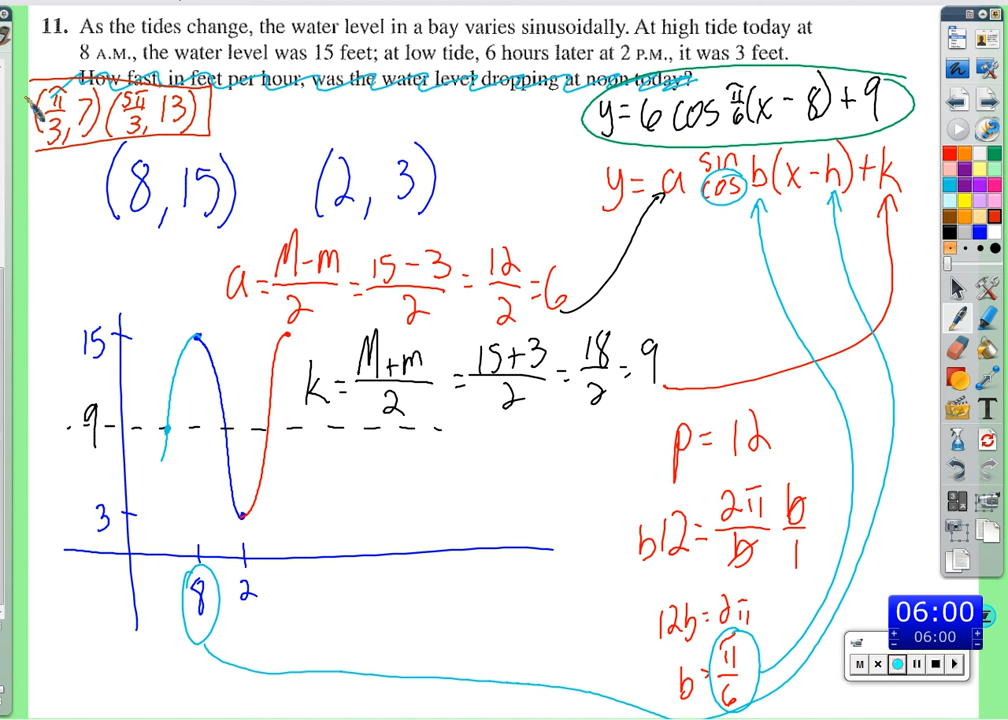 11. As the tides change, the water level in a bay varies sinusoidally. At high tide today at
8 A.M., the water level was 15 feet; at low tide, 6 hours later at 2 P.M., it was 3 feet.
How fast, in feet per hour, was the water level dropping at noon today?
(π/3, 7) (5π/3, 13)
y = 6 cos π/6 (x - 8) + 9
(8, 15) (2, 3)
y = a sin cos b(x - h) + k
a = M-m/2 = 15-3/2 = 12/2 = 6
15
k = M+m/2 = 15+3/2 = 18/2 = 9
9
p = 12
3
b12 = 2π/b b/1
8 2
12b = 2π
b = π/6
06:00
06:00
M
T